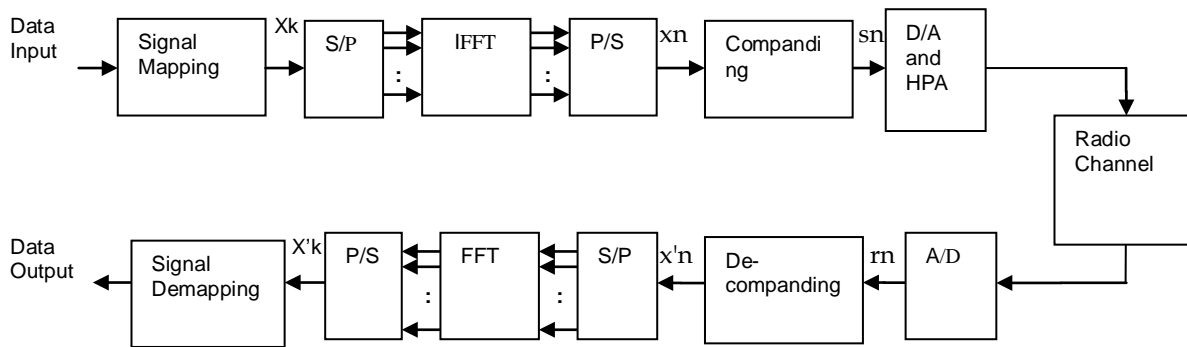 Data
Input
Signal
Mapping
Xk
S/P
:
IFFT
:
P/S
xn
Compandi
ng
sn
D/A
and
HPA
Radio
Channel
Data
Output
Signal
Demapping
X'k
P/S
:
FFT
:
S/P
x'n
De-
companding
rn
A/D